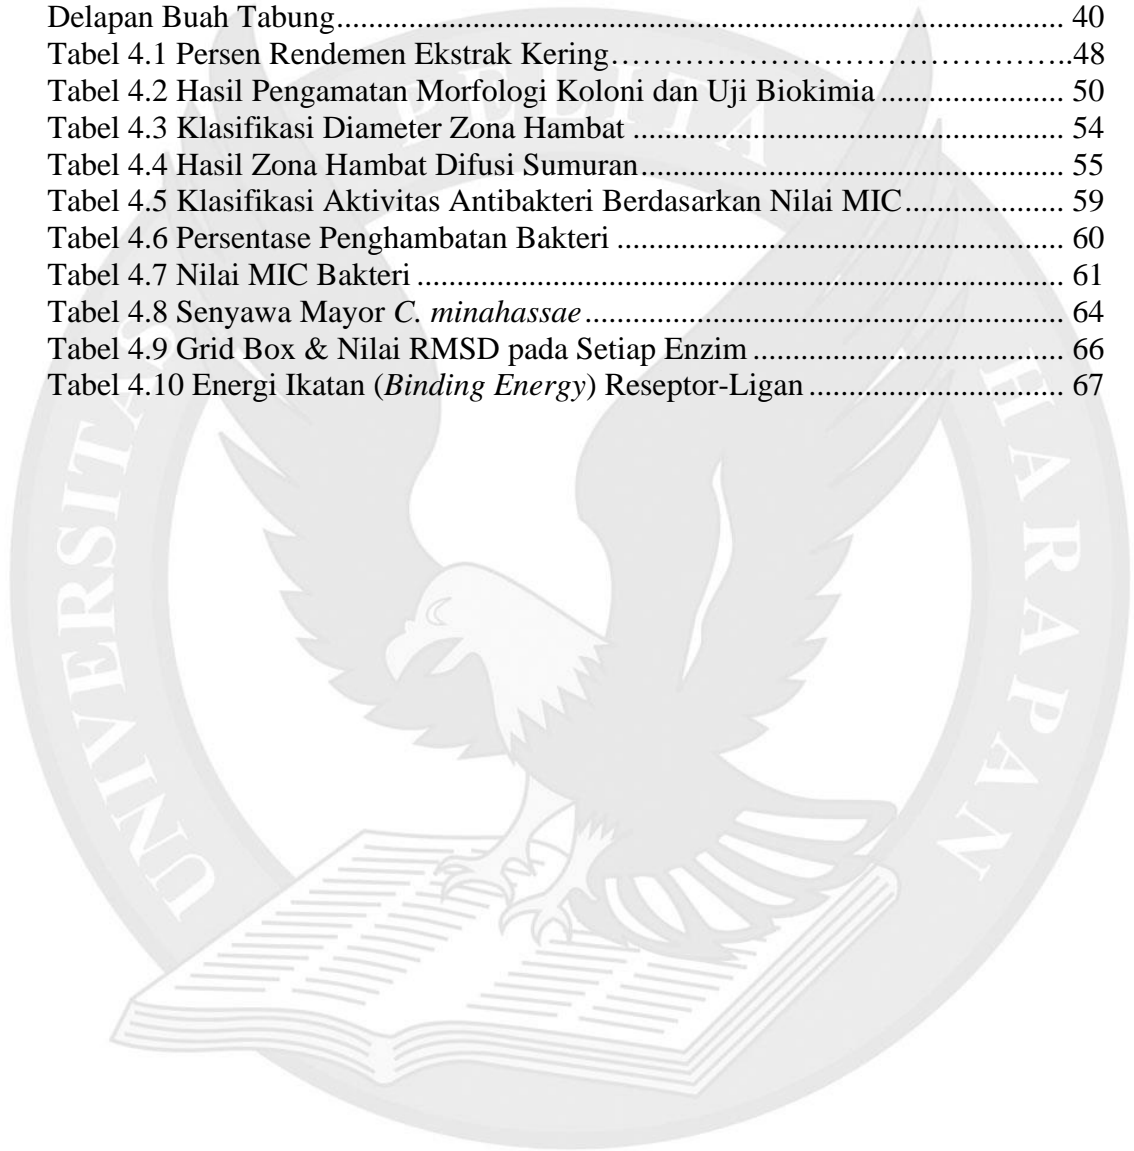 Delapan Buah Tabung............................................................................................ 40
Tabel 4.1 Persen Rendemen Ekstrak Kering…………………………………………..48
Tabel 4.2 Hasil Pengamatan Morfologi Koloni dan Uji Biokimia ....................... 50
Tabel 4.3 Klasifikasi Diameter Zona Hambat ...................................................... 54
Tabel 4.4 Hasil Zona Hambat Difusi Sumuran..................................................... 55
Tabel 4.5 Klasifikasi Aktivitas Antibakteri Berdasarkan Nilai MIC.................... 59
Tabel 4.6 Persentase Penghambatan Bakteri ........................................................ 60
Tabel 4.7 Nilai MIC Bakteri ................................................................................. 61
Tabel 4.8 Senyawa Mayor C. minahassae............................................................ 64
Tabel 4.9 Grid Box & Nilai RMSD pada Setiap Enzim ....................................... 66
Tabel 4.10 Energi Ikatan (Binding Energy) Reseptor-Ligan ................................ 67
UNIVERSITAS PELITA HARAPAN